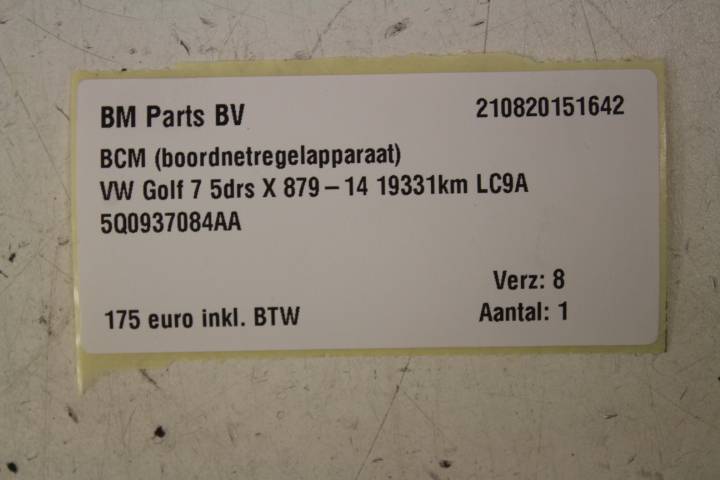 BM Parts BV 210820151642
BCM (boordnetregelapparaat)
VW Golf 7 5drs X 879 – 14 19331km LC9A
5Q0937084AA
Verz: 8
175 euro inkl. BTW Aantal: 1